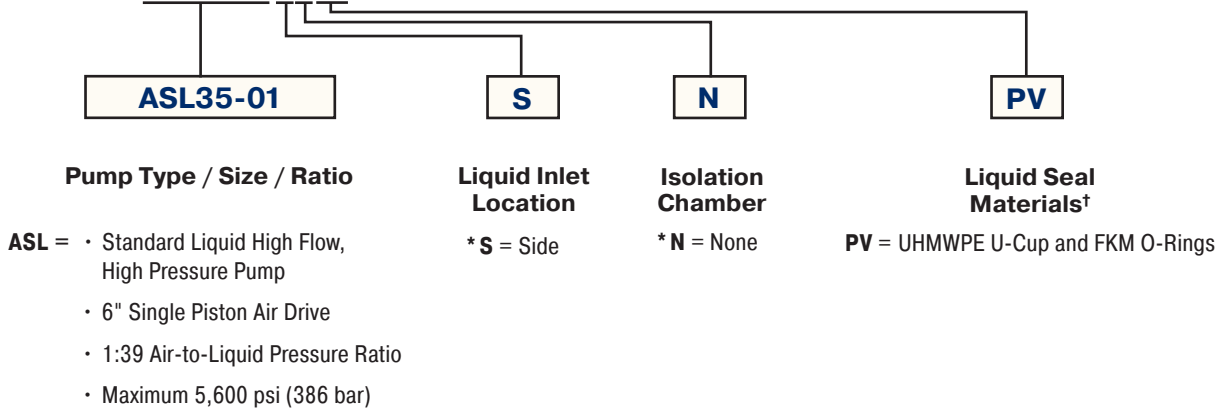 ASL35-01
S
N
PV
Pump Type / Size / Ratio
Liquid Inlet
Location
Isolation
Chamber
Liquid Seal
Materials†
ASL = • Standard Liquid High Flow,
High Pressure Pump
• 6" Single Piston Air Drive
• 1:39 Air-to-Liquid Pressure Ratio
• Maximum 5,600 psi (386 bar)
* S = Side
* N = None
PV = UHMWPE U-Cup and FKM O-Rings